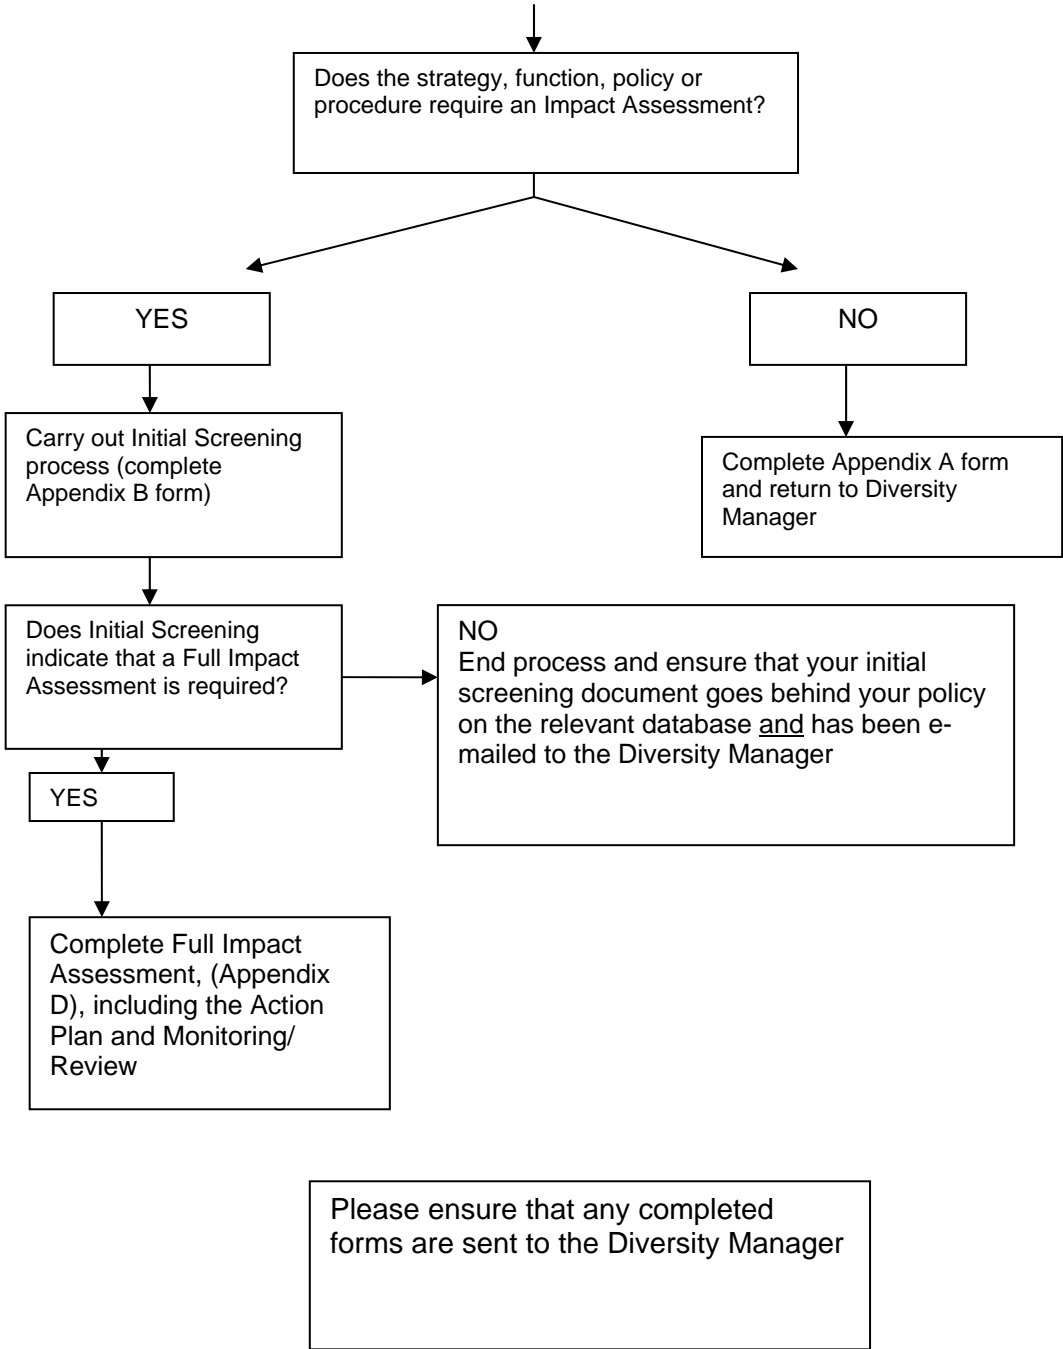 Does the strategy, function, policy or
procedure require an Impact Assessment?
YES
NO
Carry out Initial Screening
process (complete
Appendix B form)
Complete Appendix A form
and return to Diversity
Manager
Does Initial Screening
indicate that a Full Impact
Assessment is required?
NO
End process and ensure that your initial
screening document goes behind your policy
on the relevant database and has been e-
mailed to the Diversity Manager
YES
Complete Full Impact
Assessment, (Appendix
D), including the Action
Plan and Monitoring/
Review
Please ensure that any completed
forms are sent to the Diversity Manager